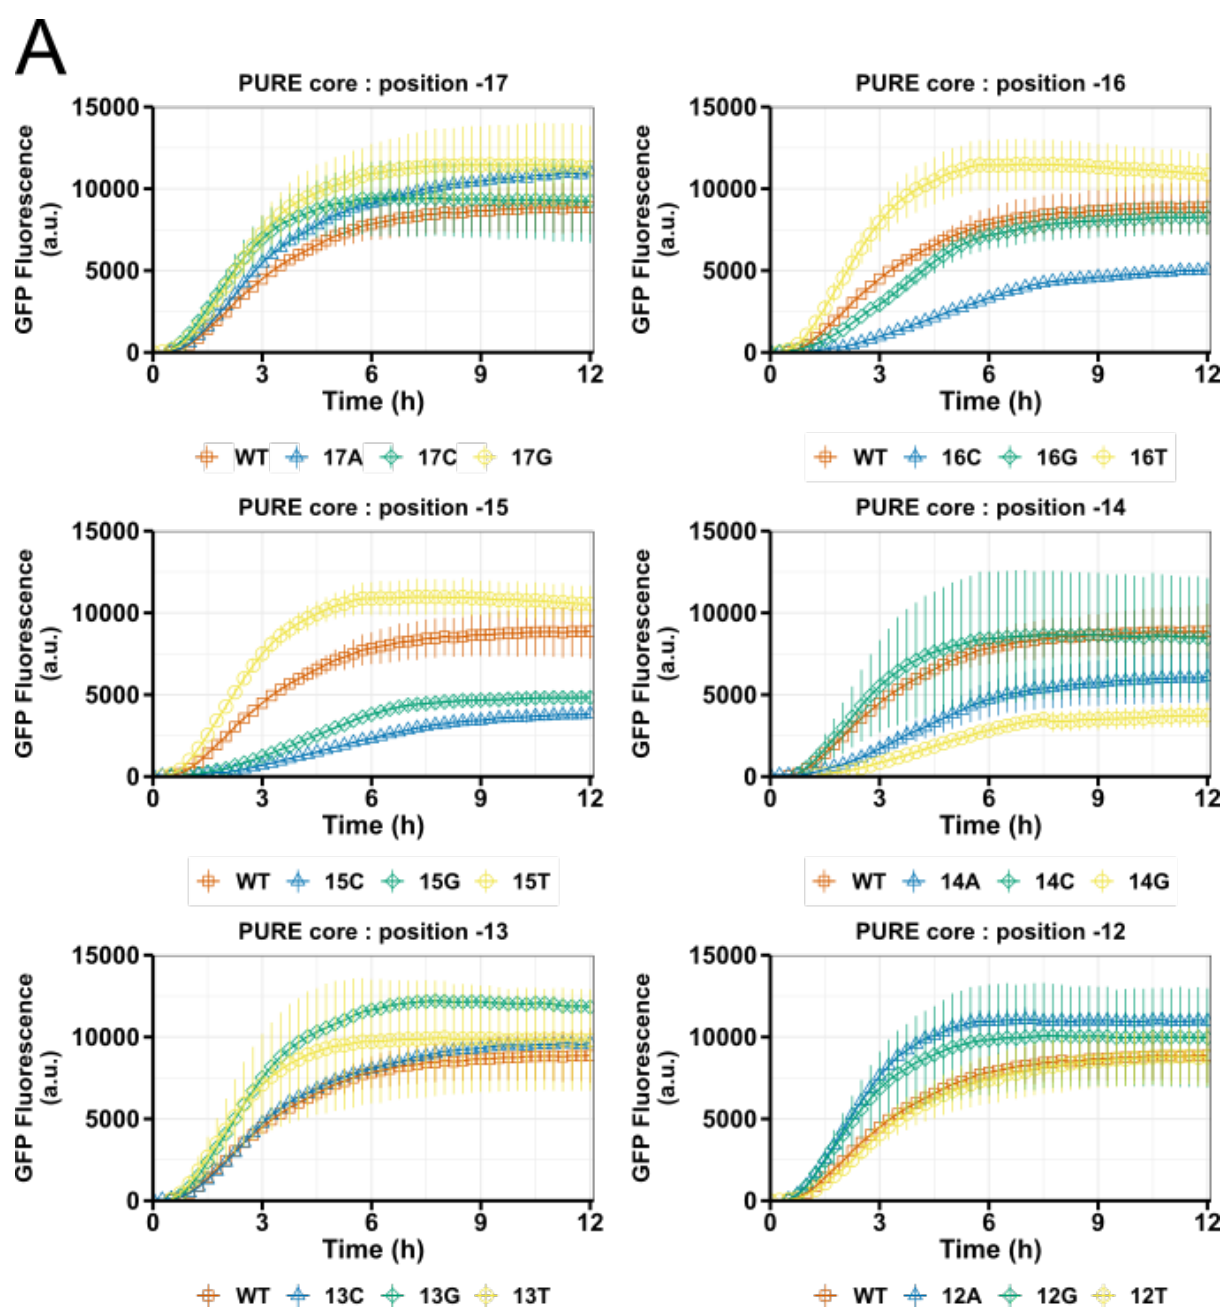 A
PURE core : position -17
15000
10000
5000
0
GFP Fluorescence
(a.u.)
0 3 6 9 12
Time (h)
WT 17A 17C 17G
PURE core : position -16
15000
10000
5000
0
GFP Fluorescence
(a.u.)
0 3 6 9 12
Time (h)
WT 16C 16G 16T
PURE core : position -15
15000
10000
5000
0
GFP Fluorescence
(a.u.)
0 3 6 9 12
Time (h)
WT 15C 15G 15T
PURE core : position -14
15000
10000
5000
0
GFP Fluorescence
(a.u.)
0 3 6 9 12
Time (h)
WT 14A 14C 14G
PURE core : position -13
15000
10000
5000
0
GFP Fluorescence
(a.u.)
0 3 6 9 12
Time (h)
WT 13C 13G 13T
PURE core : position -12
15000
10000
5000
0
GFP Fluorescence
(a.u.)
0 3 6 9 12
Time (h)
WT 12A 12G 12T